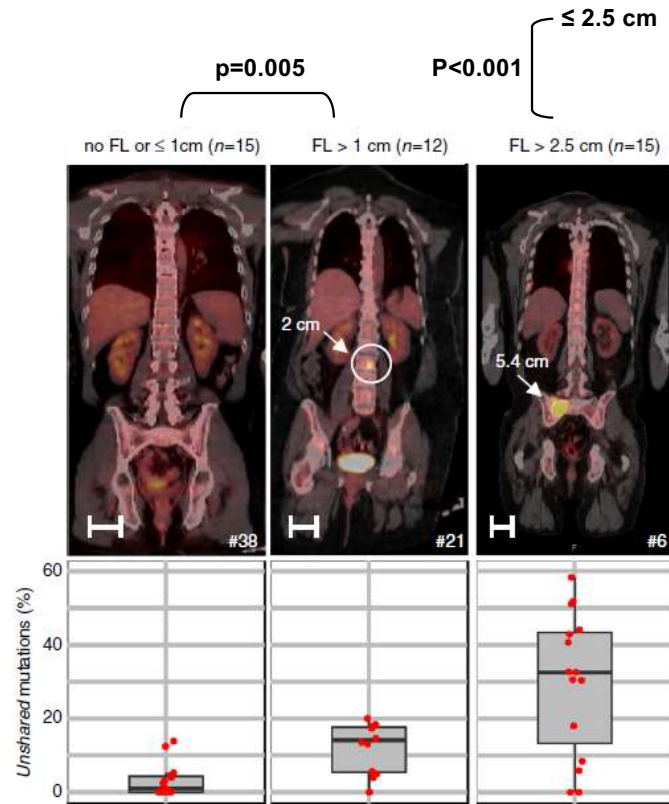 ≤ 2.5 cm
p=0.005
P<0.001
no FL or ≤ 1cm (n=15)
FL > 1 cm (n=12)
FL > 2.5 cm (n=15)
2 cm
5.4 cm
#38
#21
F
#6
Unshared mutations (%)
60
40
20
0